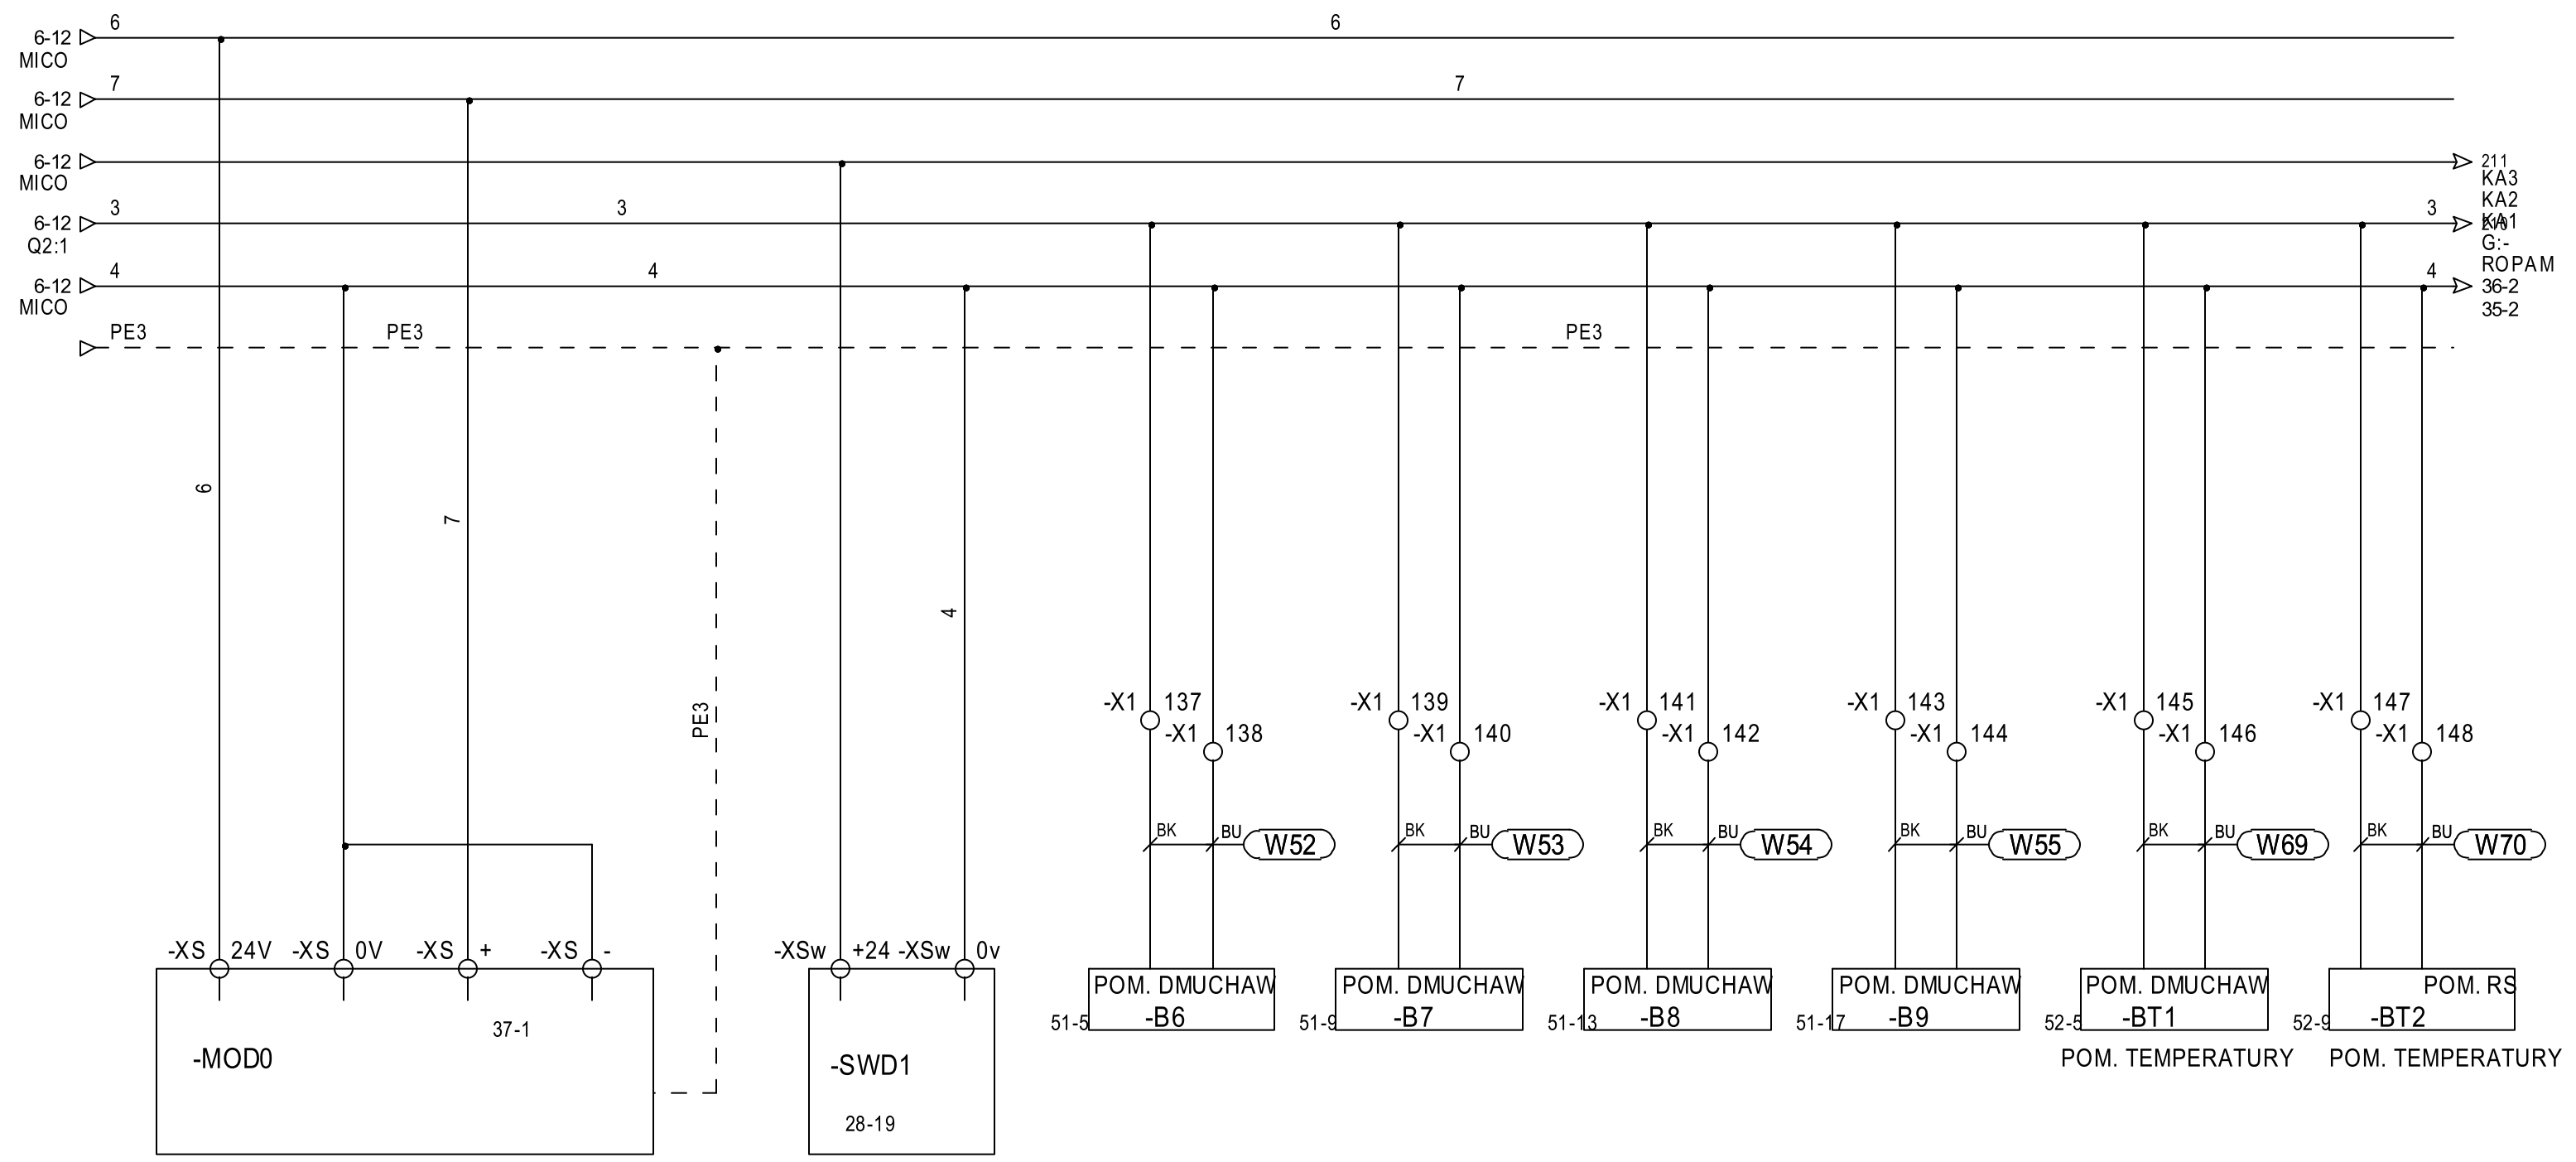 6 6
6-12
MICO
7 7
6-12
MICO
6-12 211
MICO KA3
KA2
3 3 3 KA1
6-12 210
Q2:1 G:-
4 4 4 ROPAM
6-12 36-2
MICO 35-2
PE3 PE3 PE3
6
7
4
PE3
-X1 137 -X1 139 -X1 141 -X1 143 -X1 145 -X1 147
-X1 138 -X1 140 -X1 142 -X1 144 -X1 146 -X1 148
BK BU W52 BK BU W53 BK BU W54 BK BU W55 BK BU W69 BK BU W70
-XS 24V -XS 0V -XS + -XS - -XSw +24 -XSw 0v
POM. DMUCHAW POM. DMUCHAW POM. DMUCHAW POM. DMUCHAW POM. DMUCHAW POM. RS
51-5 -B6 51-9 -B7 51-13 -B8 51-17 -B9 52-5 -BT1 52-9 -BT2
37-1
-MOD0 -SWD1 POM. TEMPERATURY POM. TEMPERATURY
28-19